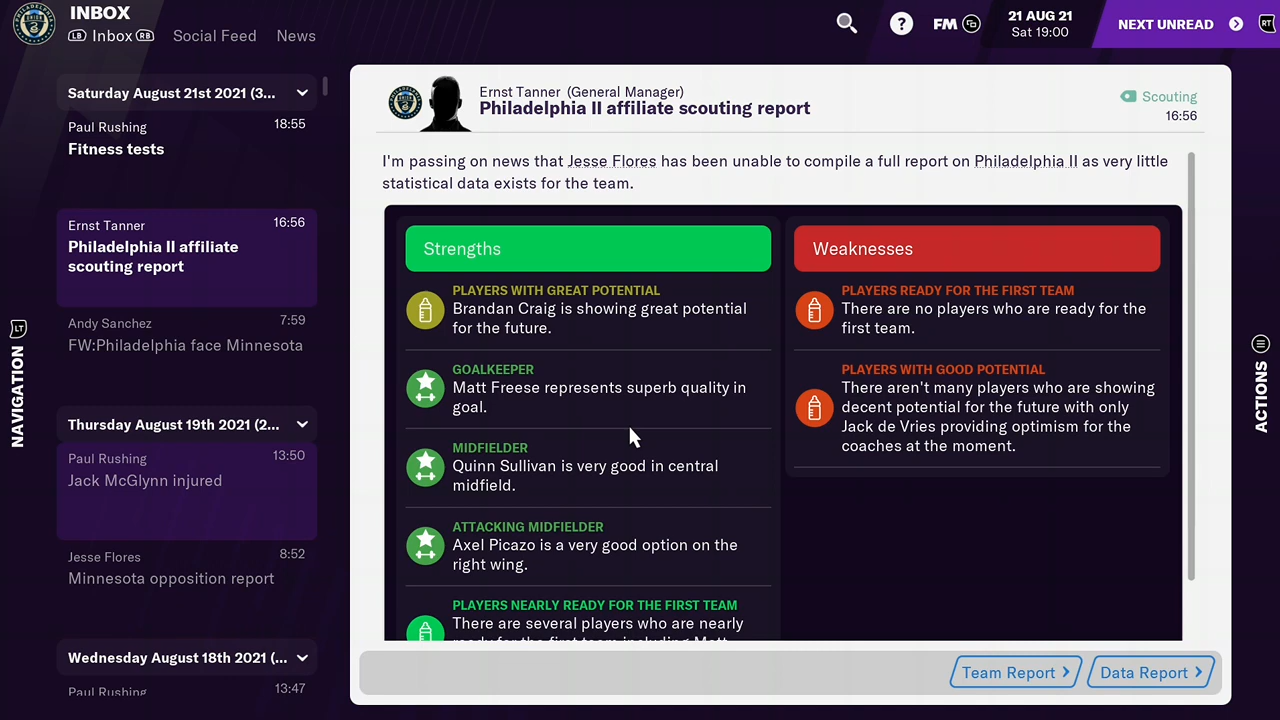 INBOX
LB Inbox RB Social Feed News
FM
21 AUG 21
Sat 19:00
NEXT UNREAD
RT
LT
NAVIGATION
Saturday August 21st 2021 (3...
Paul Rushing 18:55
Fitness tests
Ernst Tanner 16:56
Philadelphia II affiliate
scouting report
Andy Sanchez 7:59
FW:Philadelphia face Minnesota
Thursday August 19th 2021 (2...
Paul Rushing 13:50
Jack McGlynn injured
Jesse Flores 8:52
Minnesota opposition report
Wednesday August 18th 2021 (...
Paul Rushing 13:47
Ernst Tanner (General Manager)
Philadelphia II affiliate scouting report
Scouting
16:56
I'm passing on news that Jesse Flores has been unable to compile a full report on Philadelphia II as very little
statistical data exists for the team.
Strengths
PLAYERS WITH GREAT POTENTIAL
Brandan Craig is showing great potential
for the future.
GOALKEEPER
Matt Freese represents superb quality in
goal.
MIDFIELDER
Quinn Sullivan is very good in central
midfield.
ATTACKING MIDFIELDER
Axel Picazo is a very good option on the
right wing.
PLAYERS NEARLY READY FOR THE FIRST TEAM
There are several players who are nearly
ready for the first team including Matt
Weaknesses
PLAYERS READY FOR THE FIRST TEAM
There are no players who are ready for the
first team.
PLAYERS WITH GOOD POTENTIAL
There aren't many players who are showing
decent potential for the future with only
Jack de Vries providing optimism for the
coaches at the moment.
Team Report
Data Report
ACTIONS